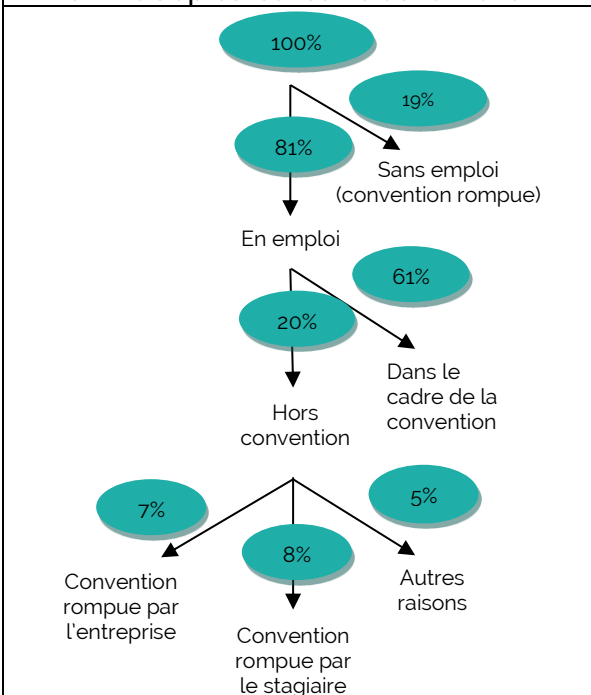 100%
19%
81%
Sans emploi
(convention rompue)
En emploi
61%
20%
Dans le
cadre de la
convention
Hors
convention
7%
5%
8%
Convention
rompue par
l'entreprise
Autres
raisons
Convention
rompue par
le stagiaire